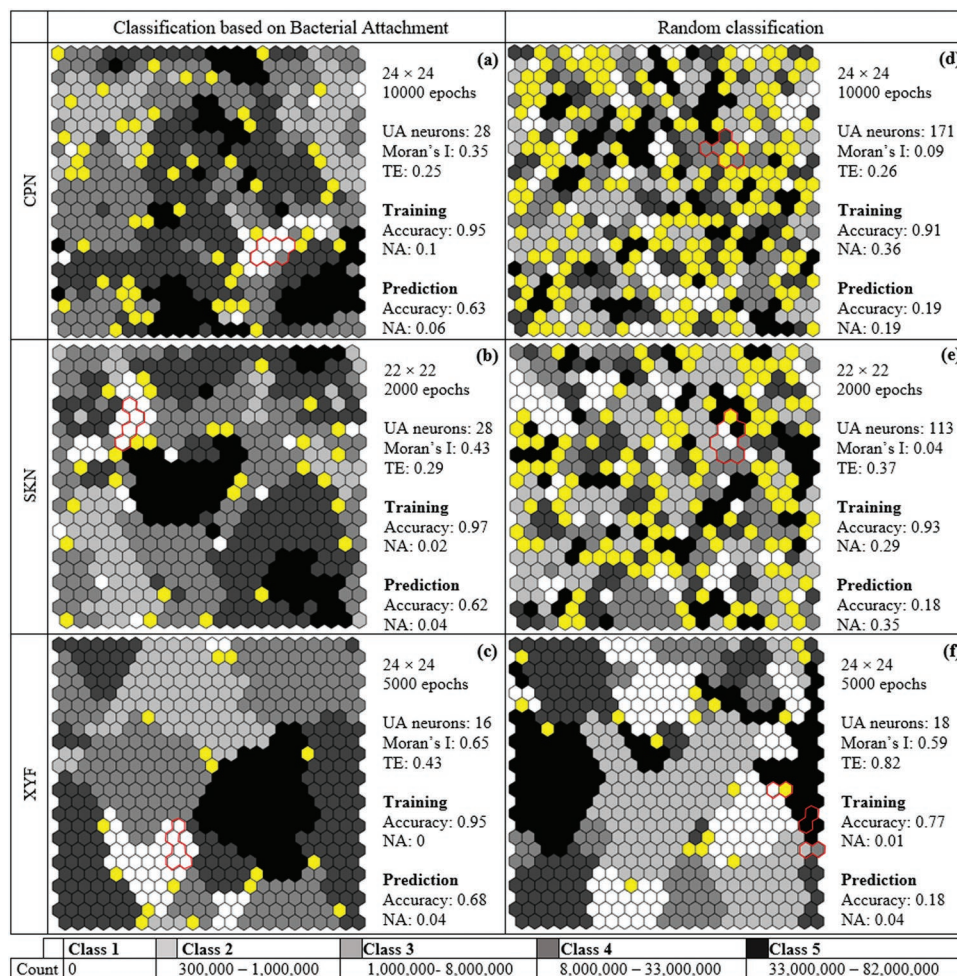 Classification based on Bacterial Attachment
Random classification
CPN
(a)
24 × 24
10000 epochs
UA neurons: 28
Moran's I: 0.35
TE: 0.25
Training
Accuracy: 0.95
NA: 0.1
Prediction
Accuracy: 0.63
NA: 0.06
(d)
24 × 24
10000 epochs
UA neurons: 171
Moran's I: 0.09
TE: 0.26
Training
Accuracy: 0.91
NA: 0.36
Prediction
Accuracy: 0.19
NA: 0.19
SKN
(b)
22 × 22
2000 epochs
UA neurons: 28
Moran's I: 0.43
TE: 0.29
Training
Accuracy: 0.97
NA: 0.02
Prediction
Accuracy: 0.62
NA: 0.04
(e)
22 × 22
2000 epochs
UA neurons: 113
Moran's I: 0.04
TE: 0.37
Training
Accuracy: 0.93
NA: 0.29
Prediction
Accuracy: 0.18
NA: 0.35
XYF
(c)
24 × 24
5000 epochs
UA neurons: 16
Moran's I: 0.65
TE: 0.43
Training
Accuracy: 0.95
NA: 0
Prediction
Accuracy: 0.68
NA: 0.04
(f)
24 × 24
5000 epochs
UA neurons: 18
Moran's I: 0.59
TE: 0.82
Training
Accuracy: 0.77
NA: 0.01
Prediction
Accuracy: 0.18
NA: 0.04
Class 1 Class 2 Class 3 Class 4 Class 5
Count 0 300,000 – 1,000,000 1,000,000- 8,000,000 8,000,000 – 33,000,000 33,000,000 – 82,000,000